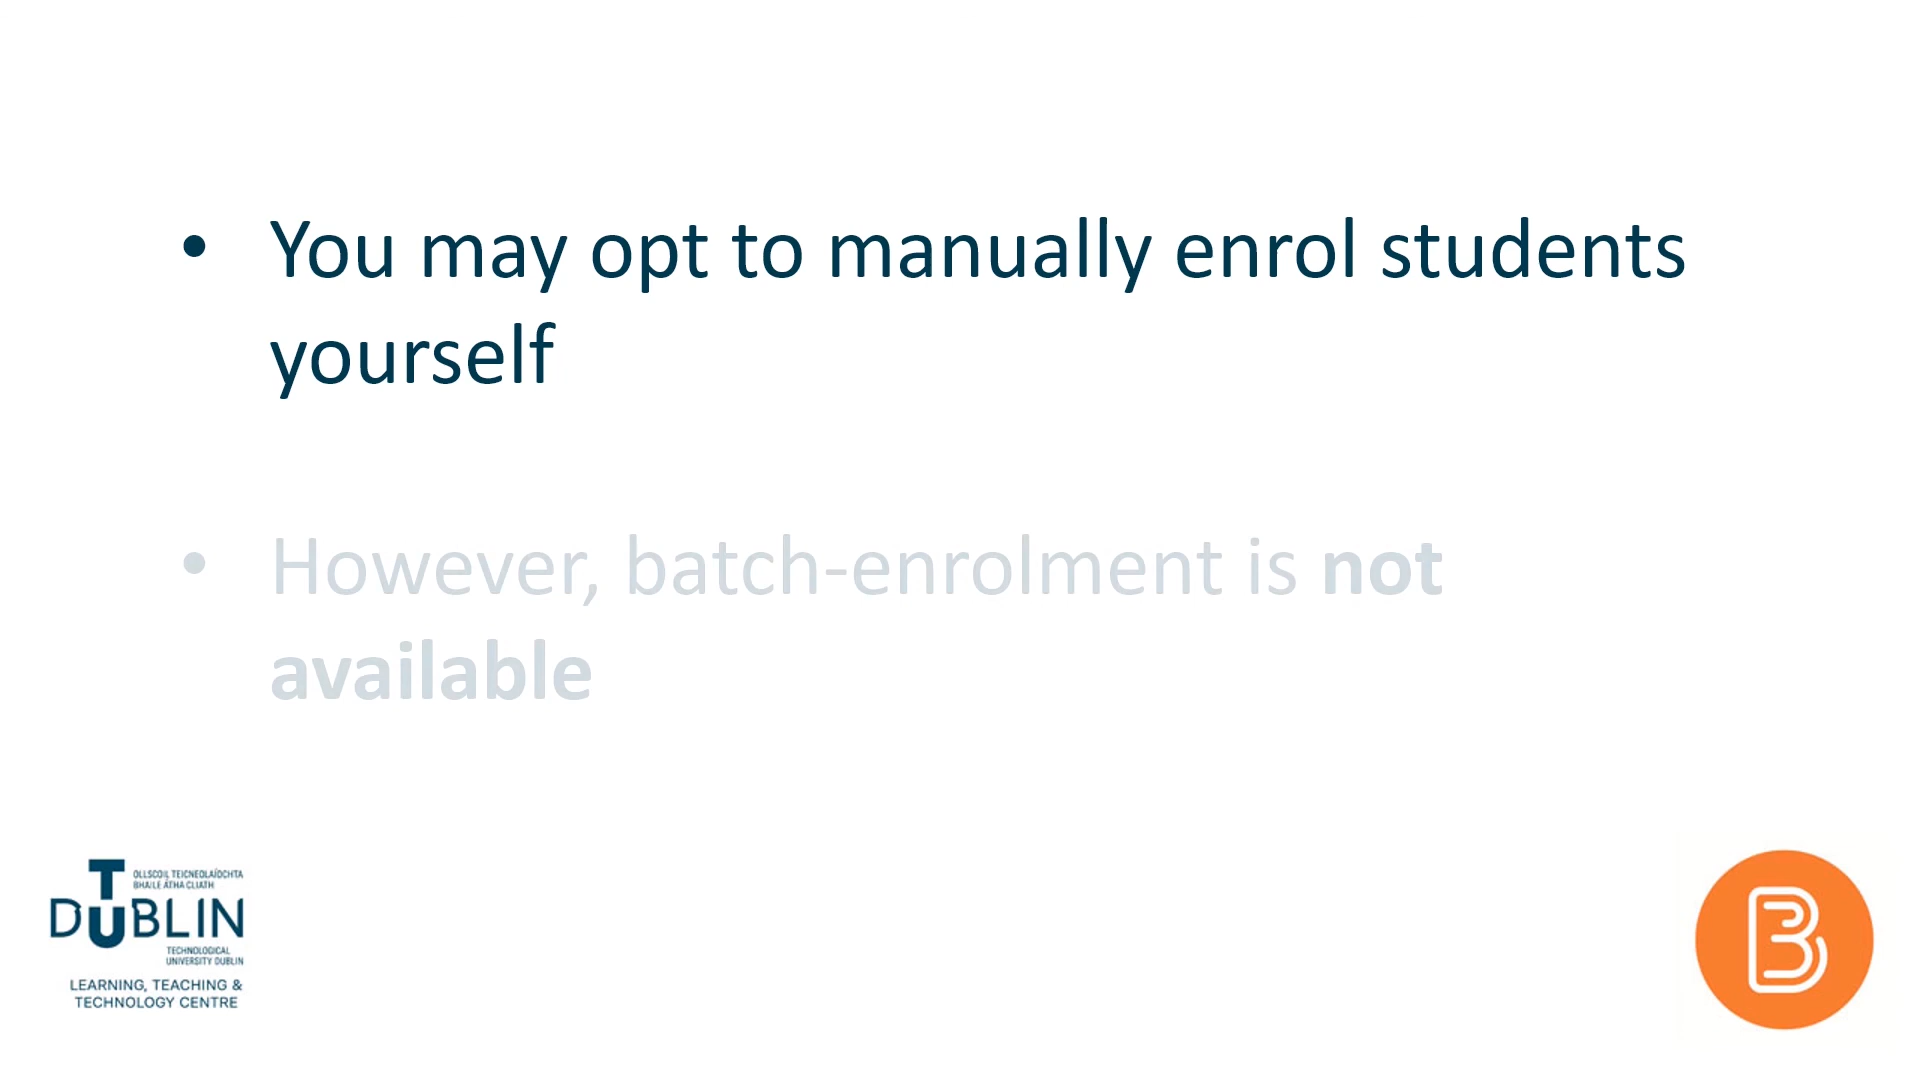 • You may opt to manually enrol students
yourself
• However, batch-enrolment is not
available
OLLSCOIL TEICNEOLAÍOCHTA
BHAILE ÁTHA CLIATH
TU DUBLIN
TECHNOLOGICAL
UNIVERSITY DUBLIN
LEARNING, TEACHING &
TECHNOLOGY CENTRE
B